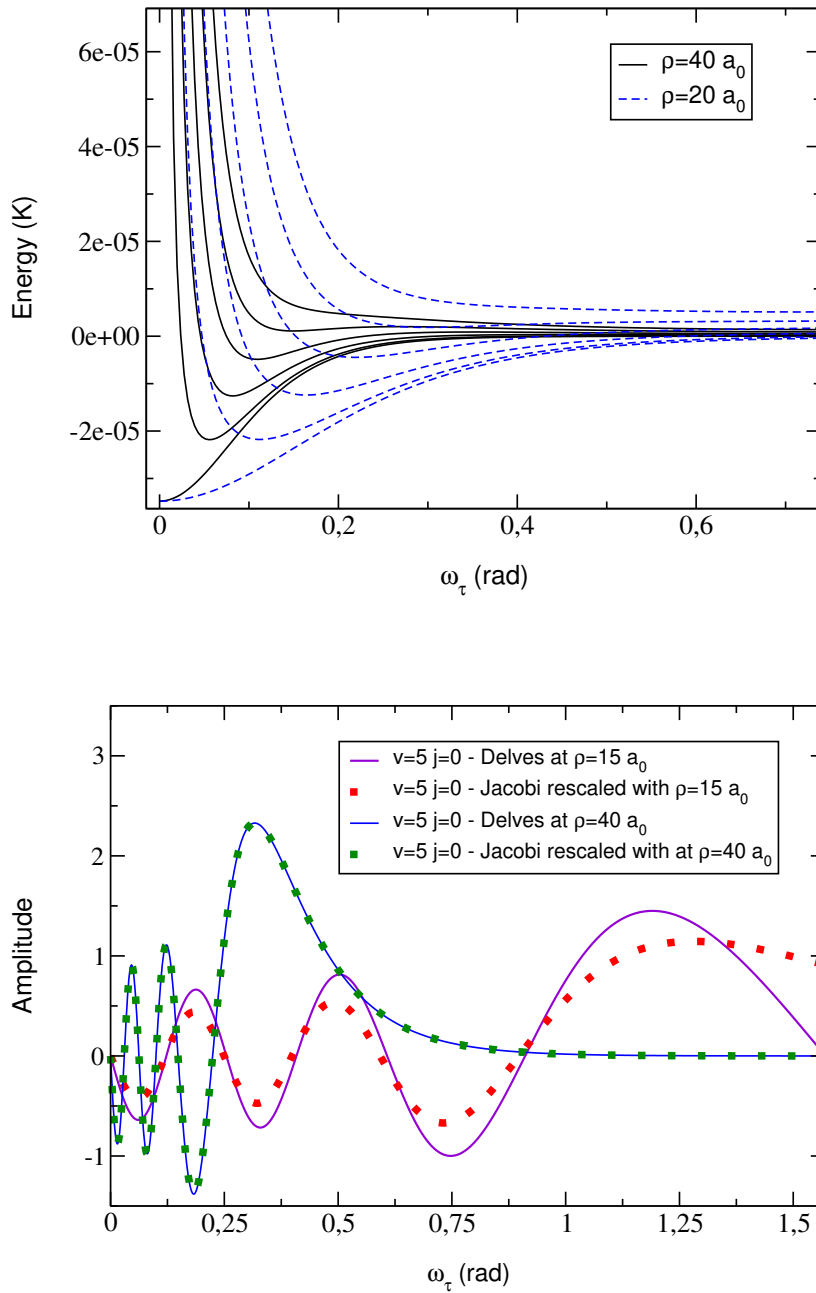 6e-05
4e-05
2e-05
0e+00
-2e-05
Energy (K)
ρ=40 a₀
ρ=20 a₀
0 0,2 0,4 0,6
ω_τ (rad)
3
2
1
0
-1
Amplitude
v=5 j=0 - Delves at ρ=15 a₀
v=5 j=0 - Jacobi rescaled with ρ=15 a₀
v=5 j=0 - Delves at ρ=40 a₀
v=5 j=0 - Jacobi rescaled with at ρ=40 a₀
0 0,25 0,5 0,75 1 1,25 1,5
ω_τ (rad)